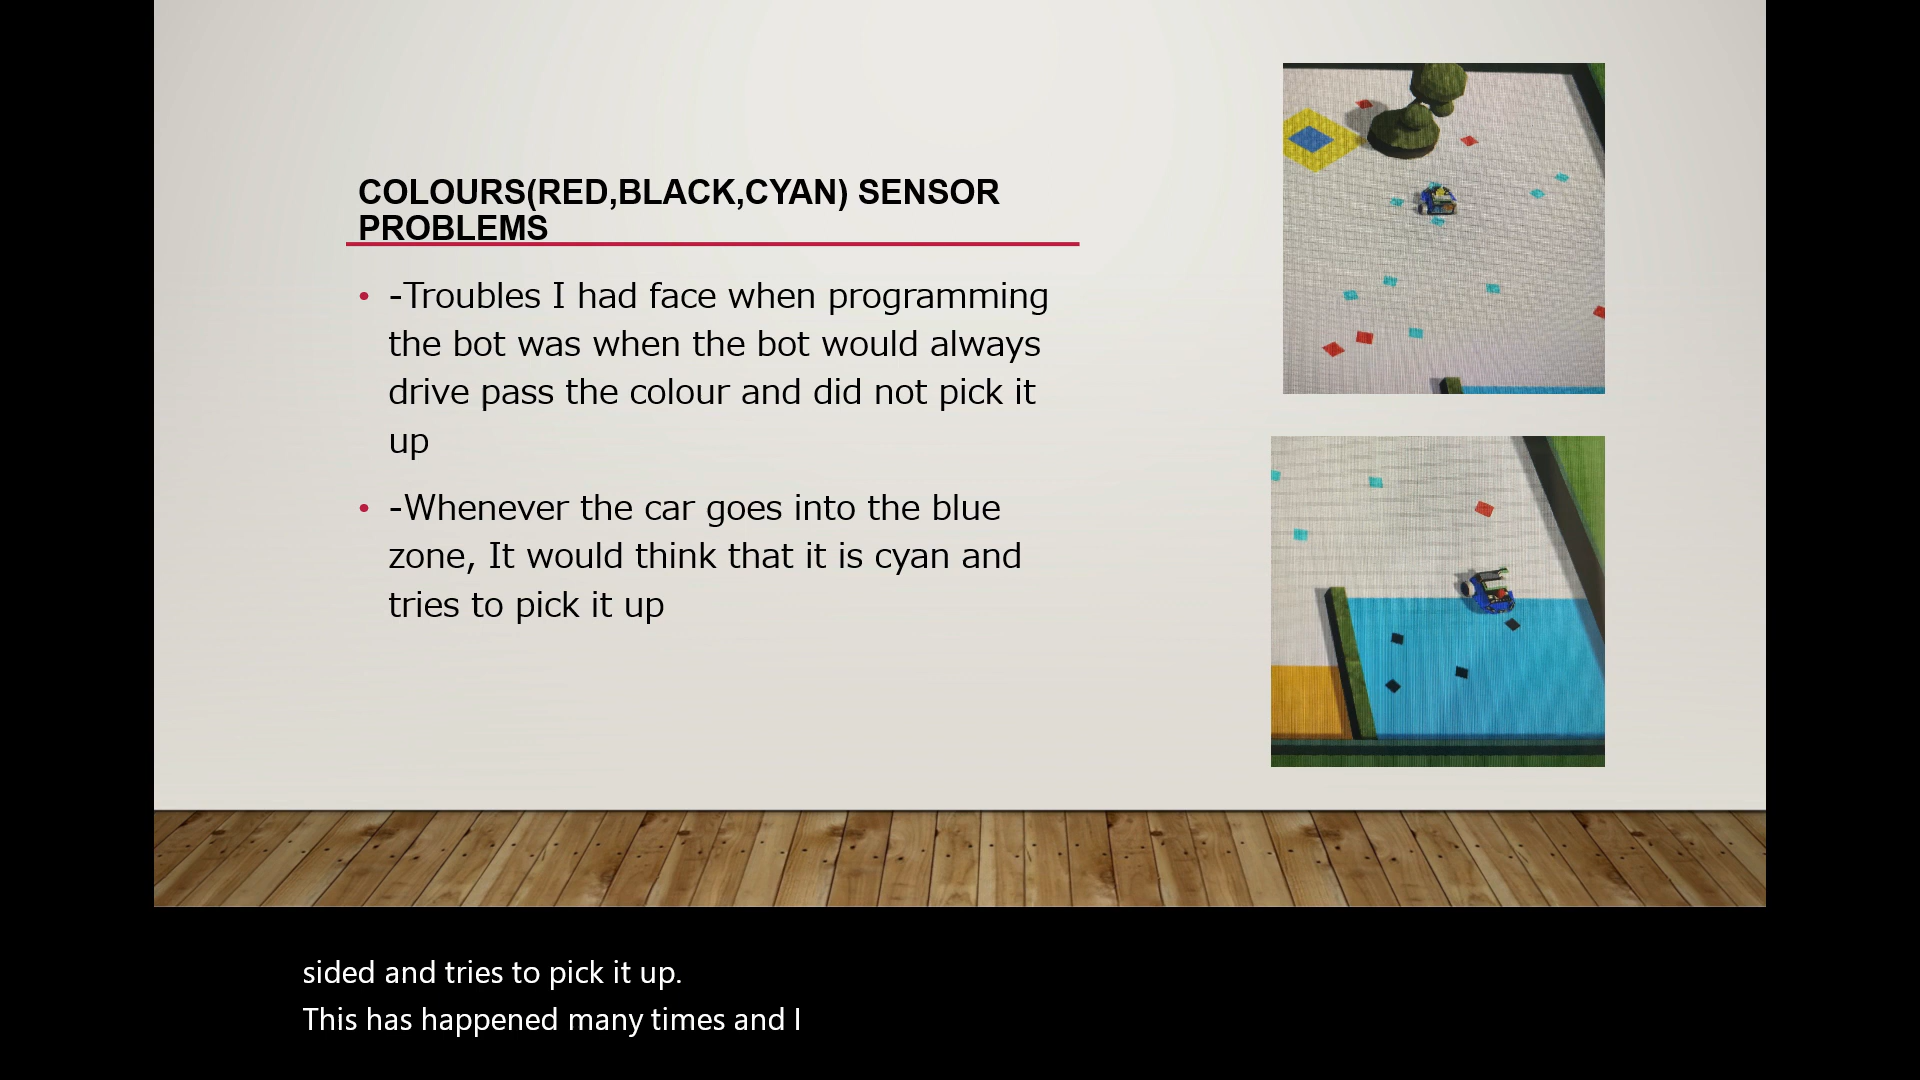 COLOURS(RED,BLACK,CYAN) SENSOR
PROBLEMS
• -Troubles I had face when programming
the bot was when the bot would always
drive pass the colour and did not pick it
up
• -Whenever the car goes into the blue
zone, It would think that it is cyan and
tries to pick it up
sided and tries to pick it up.
This has happened many times and I